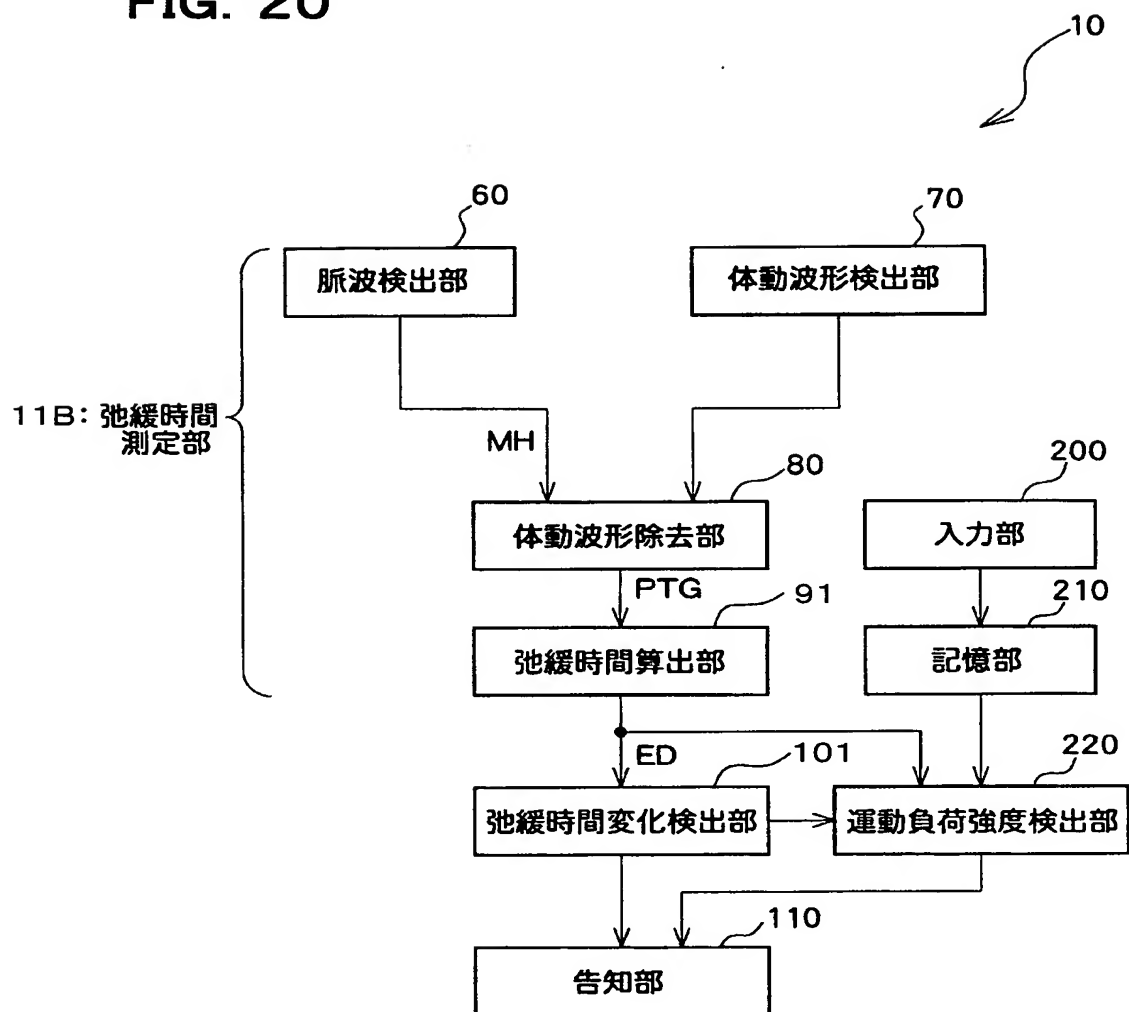 FIG. 20
10
60
70
脈波検出部
体動波形検出部
11B: 弛緩時間
測定部
MH
80
200
体動波形除去部
入力部
PTG
91
210
弛緩時間算出部
記憶部
ED
101
220
弛緩時間変化検出部
運動負荷強度検出部
110
告知部